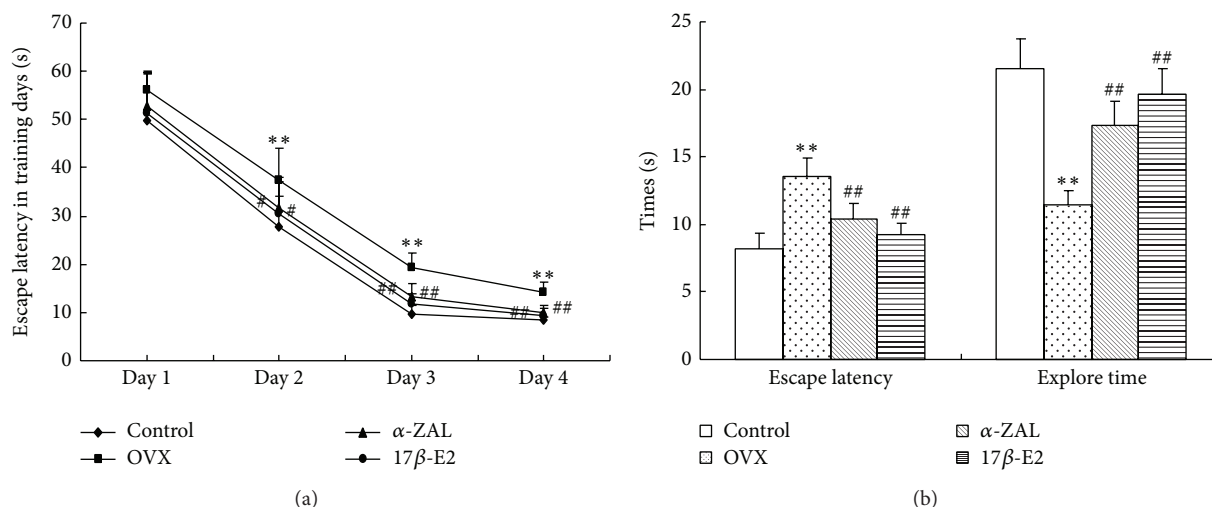 Escape latency in training days (s)
70
60
50
40
30
20
10
0
**
#
#
**
##
##
**
##
##
Day 1 Day 2 Day 3 Day 4
Control α-ZAL
OVX 17β-E2
(a)
Times (s)
25
20
15
10
5
0
**
##
##
**
##
##
Escape latency Explore time
Control α-ZAL
OVX 17β-E2
(b)